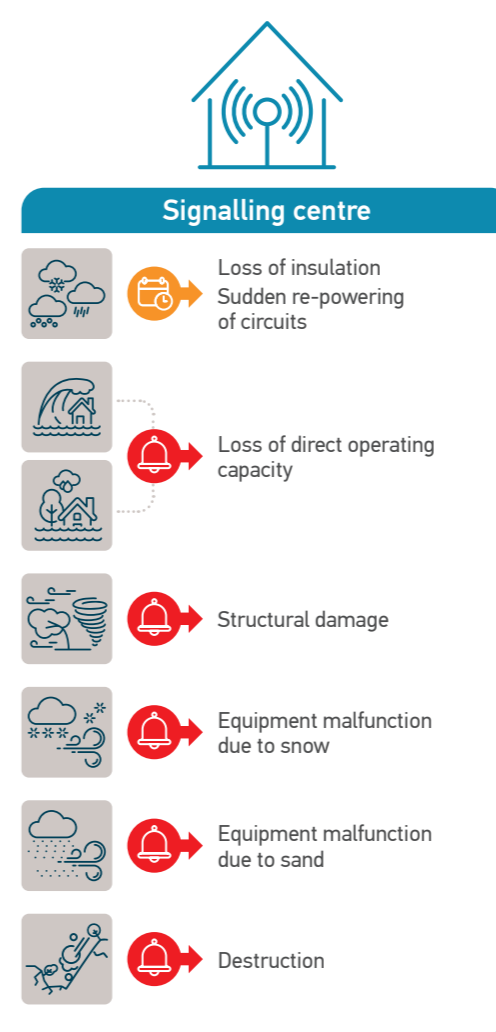 Signalling centre
Loss of insulation
Sudden re-powering
of circuits
Loss of direct operating
capacity
Structural damage
Equipment malfunction
due to snow
Equipment malfunction
due to sand
Destruction